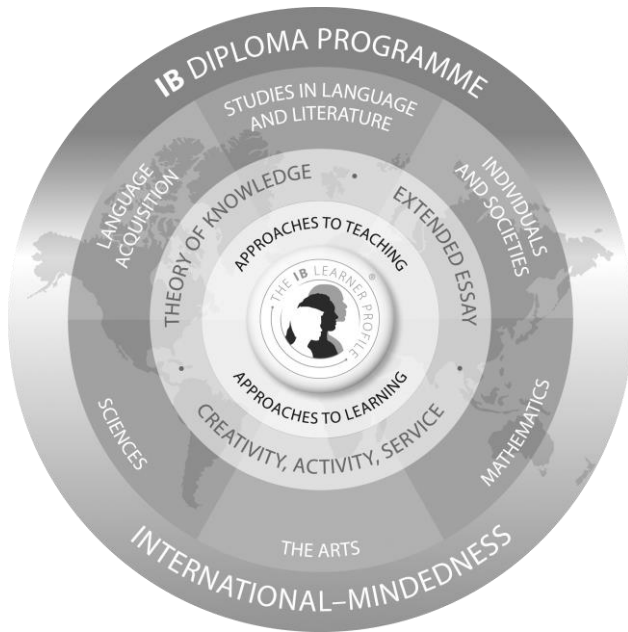 IB DIPLOMA PROGRAMME
STUDIES IN LANGUAGE
AND LITERATURE
LANGUAGE
ACQUISITION
INDIVIDUALS
AND SOCIETIES
THEORY OF KNOWLEDGE
EXTENDED ESSAY
APPROACHES TO TEACHING
THE IB LEARNER PROFILE
®
APPROACHES TO LEARNING
CREATIVITY, ACTIVITY, SERVICE
SCIENCES
MATHEMATICS
THE ARTS
INTERNATIONAL–MINDEDNESS